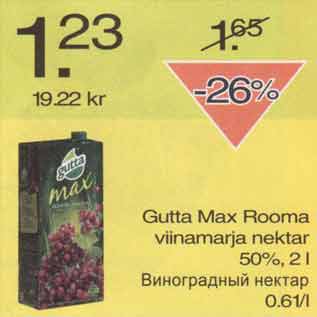 1.23
1.65
19.22 kr
-26%
gutta
max
Gutta Max Rooma
viinamarja nektar
50%, 2 l
Виноградный нектар
0.61/l